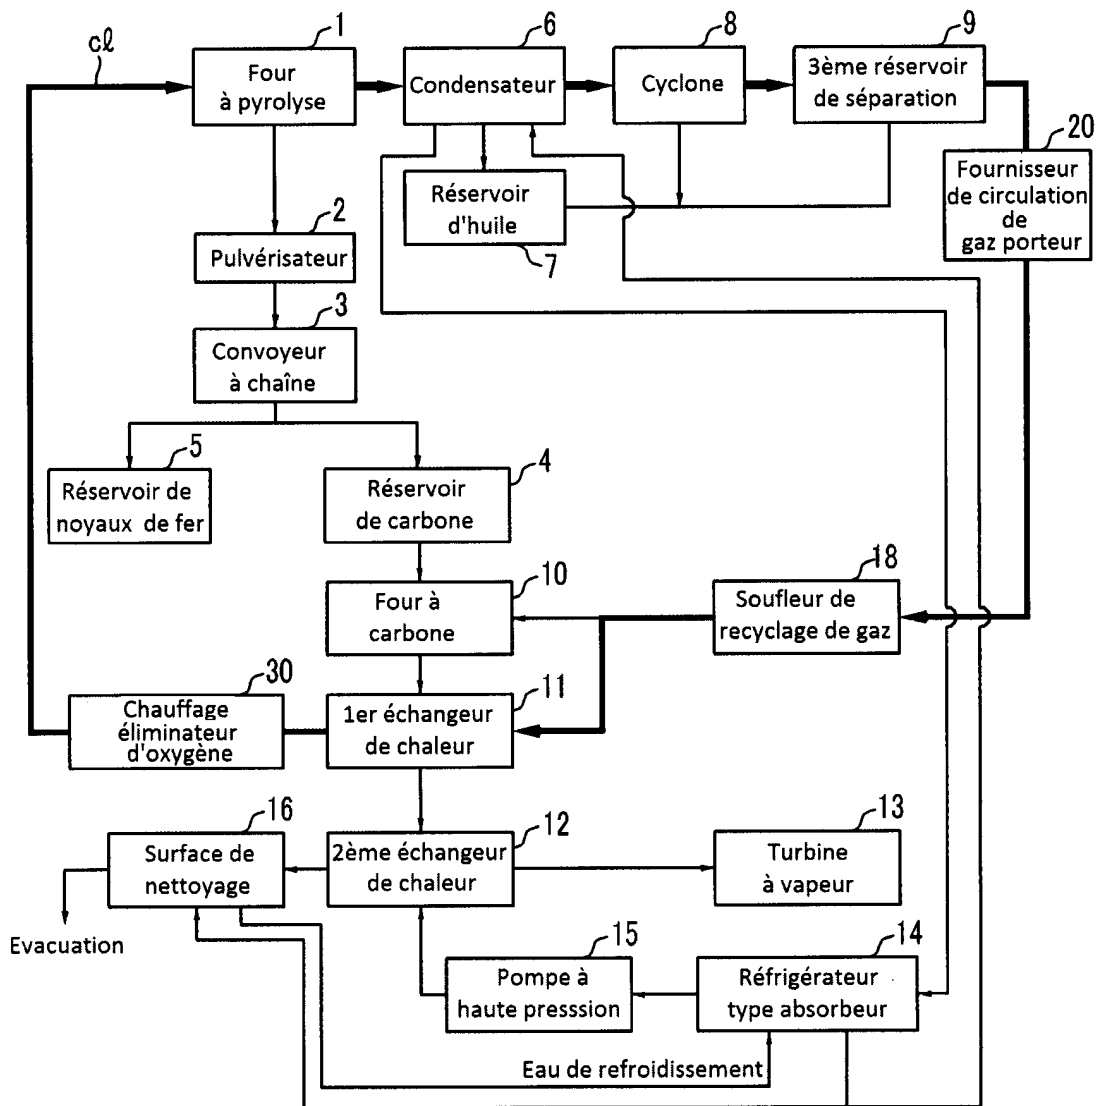 cl
1
Four
à pyrolyse
6
Condensateur
8
Cyclone
9
3ème réservoir
de séparation
20
Fournisseur
de circulation
de
gaz porteur
Réservoir
d'huile
7
2
Pulvérisateur
3
Convoyeur
à chaîne
5
Réservoir de
noyaux de fer
4
Réservoir
de carbone
10
Four à
carbone
18
Soufleur de
recyclage de gaz
30
Chauffage
éliminateur
d'oxygène
11
1er échangeur
de chaleur
16
Surface de
nettoyage
12
2ème échangeur
de chaleur
13
Turbine
à vapeur
Evacuation
15
Pompe à
haute presssion
14
Réfrigérateur
type absorbeur
Eau de refroidissement